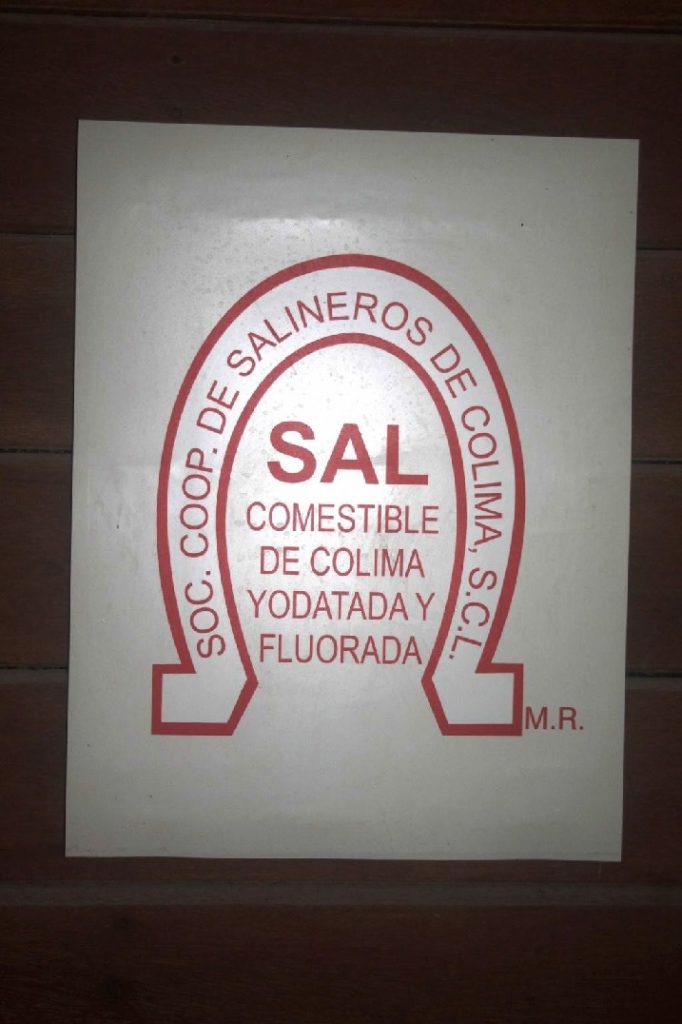 SOC. COOP. DE SALINEROS DE COLIMA, S.C.L.
SAL
COMESTIBLE
DE COLIMA
YODATADA Y
FLUORADA
M.R.